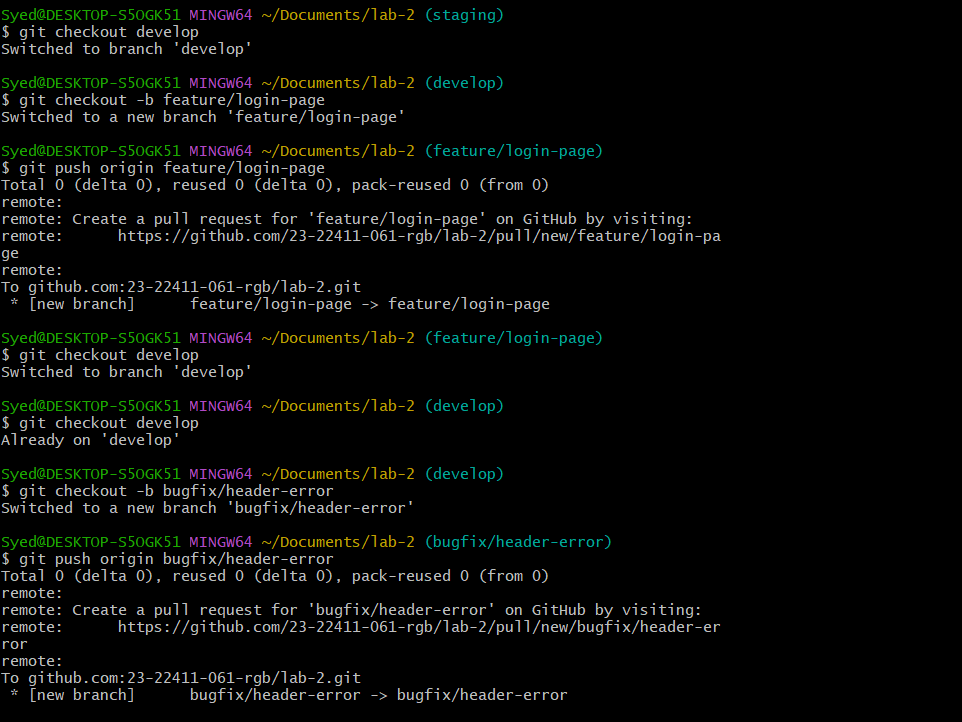 Syed@DESKTOP-S5OGK51 MINGW64 ~/Documents/lab-2 (staging)
$ git checkout develop
Switched to branch 'develop'

Syed@DESKTOP-S5OGK51 MINGW64 ~/Documents/lab-2 (develop)
$ git checkout -b feature/login-page
Switched to a new branch 'feature/login-page'

Syed@DESKTOP-S5OGK51 MINGW64 ~/Documents/lab-2 (feature/login-page)
$ git push origin feature/login-page
Total 0 (delta 0), reused 0 (delta 0), pack-reused 0 (from 0)
remote:
remote: Create a pull request for 'feature/login-page' on GitHub by visiting:
remote:      https://github.com/23-22411-061-rgb/lab-2/pull/new/feature/login-pa
ge
remote:
To github.com:23-22411-061-rgb/lab-2.git
 * [new branch]      feature/login-page -> feature/login-page

Syed@DESKTOP-S5OGK51 MINGW64 ~/Documents/lab-2 (feature/login-page)
$ git checkout develop
Switched to branch 'develop'

Syed@DESKTOP-S5OGK51 MINGW64 ~/Documents/lab-2 (develop)
$ git checkout develop
Already on 'develop'

Syed@DESKTOP-S5OGK51 MINGW64 ~/Documents/lab-2 (develop)
$ git checkout -b bugfix/header-error
Switched to a new branch 'bugfix/header-error'

Syed@DESKTOP-S5OGK51 MINGW64 ~/Documents/lab-2 (bugfix/header-error)
$ git push origin bugfix/header-error
Total 0 (delta 0), reused 0 (delta 0), pack-reused 0 (from 0)
remote:
remote: Create a pull request for 'bugfix/header-error' on GitHub by visiting:
remote:      https://github.com/23-22411-061-rgb/lab-2/pull/new/bugfix/header-er
ror
remote:
To github.com:23-22411-061-rgb/lab-2.git
 * [new branch]      bugfix/header-error -> bugfix/header-error